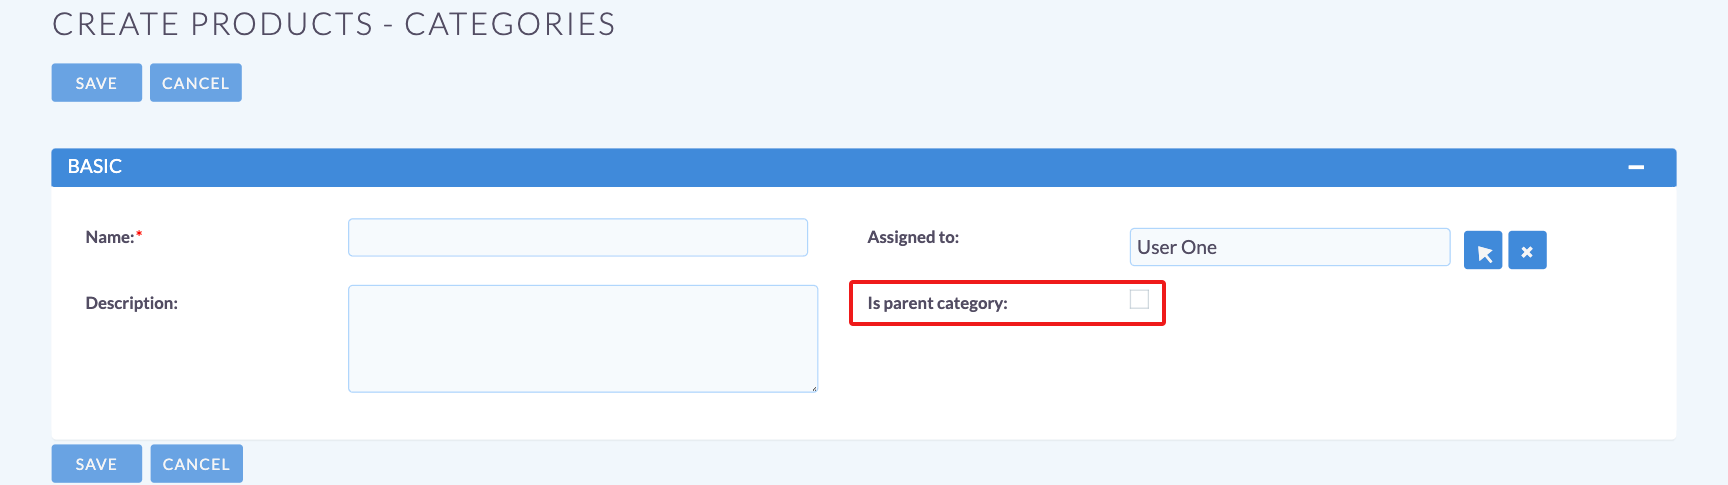 CREATE PRODUCTS - CATEGORIES
SAVE CANCEL
BASIC
Name:* Assigned to: User One
Description: Is parent category:
SAVE CANCEL